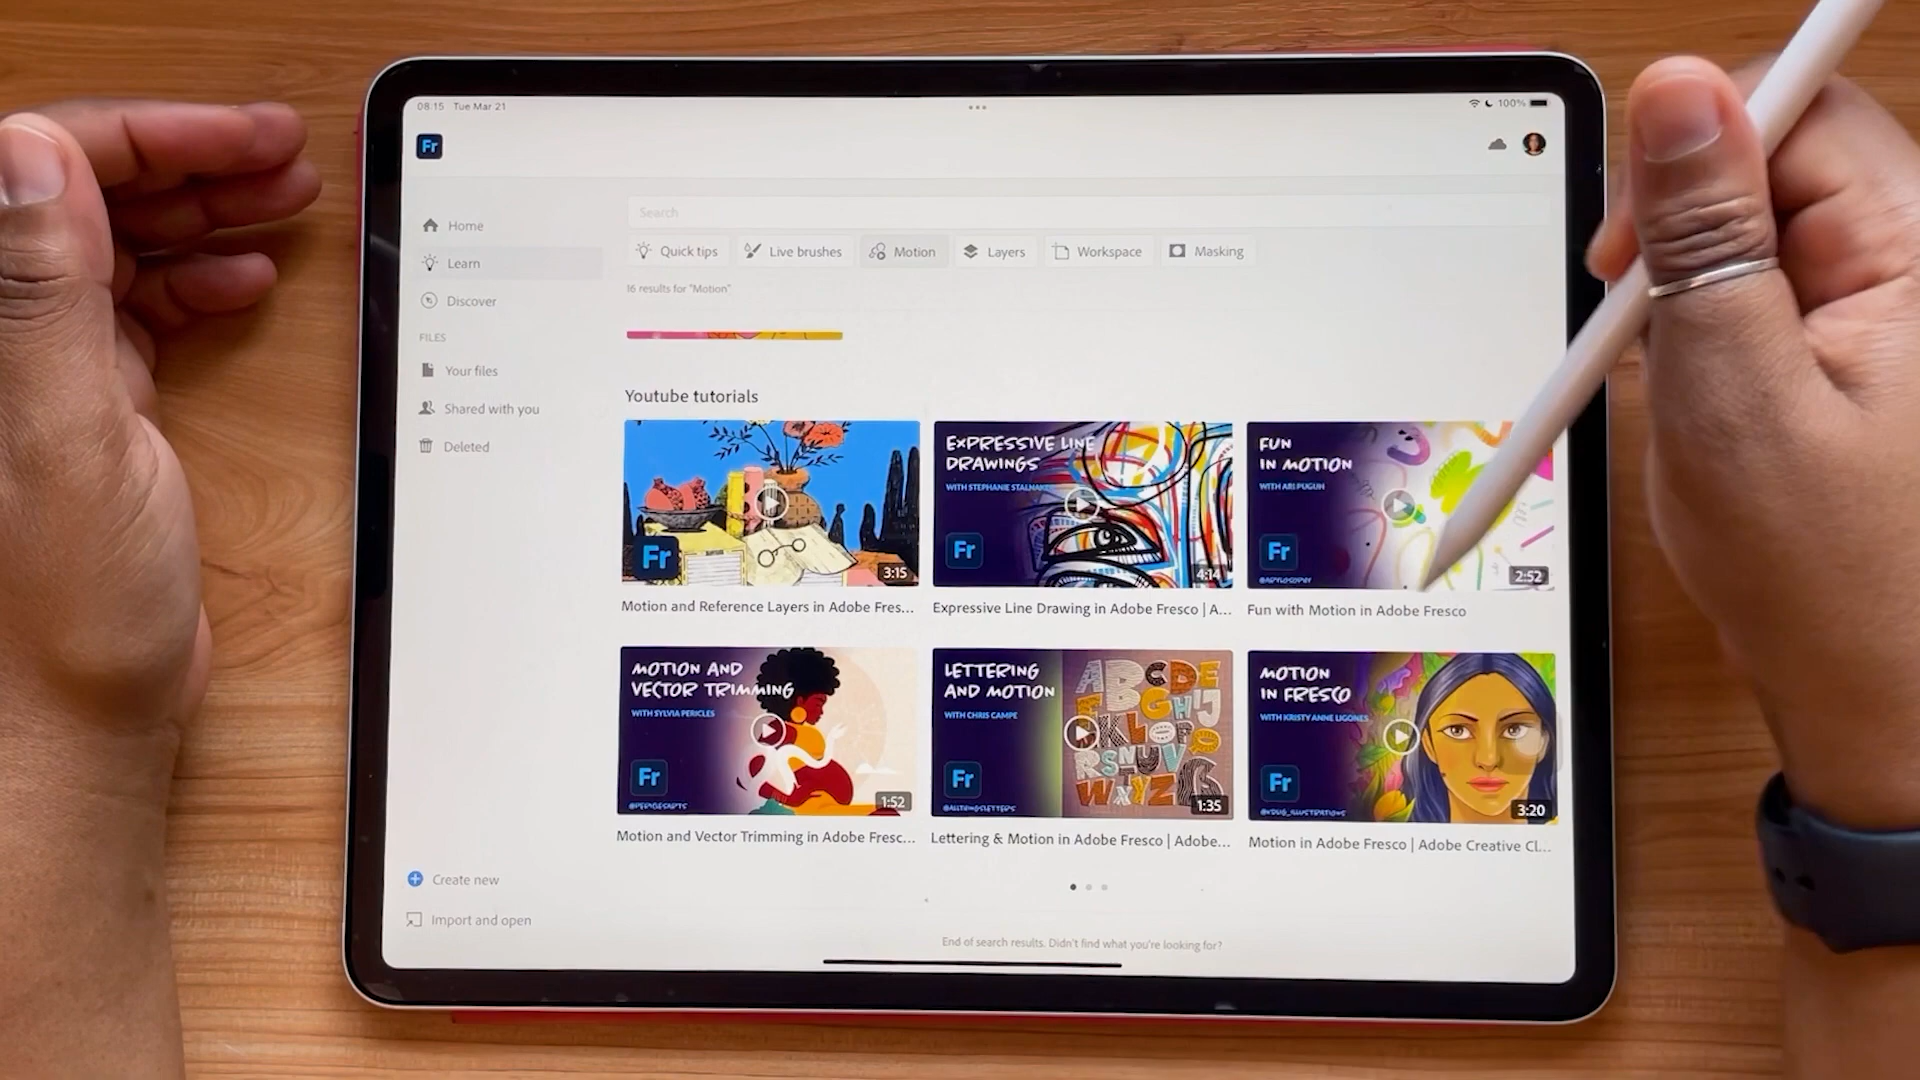 08:15 Tue Mar 21
100%
Fr
Home
Learn
Discover
FILES
Your files
Shared with you
Deleted
Create new
Import and open
Search
Quick tips
Live brushes
Motion
Layers
Workspace
Masking
16 results for "Motion"
Youtube tutorials
Fr
3:15
Motion and Reference Layers in Adobe Fres...
EXPRESSIVE LINE
DRAWINGS
WITH STEPHANIE
Fr
4:14
Expressive Line Drawing in Adobe Fresco | A...
FUN
IN MOTION
WITH ARI PUGUH
Fr
2:52
Fun with Motion in Adobe Fresco
MOTION AND
VECTOR TRIMMING
WITH SYLVIA PERICLES
Fr
@PERICLESARTS
1:52
Motion and Vector Trimming in Adobe Fresc...
LETTERING
AND MOTION
WITH CHRIS CAMPE
ABCDE
Fr
@ALLTHINGSLETTERS
1:35
Lettering & Motion in Adobe Fresco | Adobe...
MOTION
IN FRESCO
WITH KRISTY ANNE LIGONES
Fr
3:20
Motion in Adobe Fresco | Adobe Creative Cl...
End of search results. Didn't find what you're looking for?